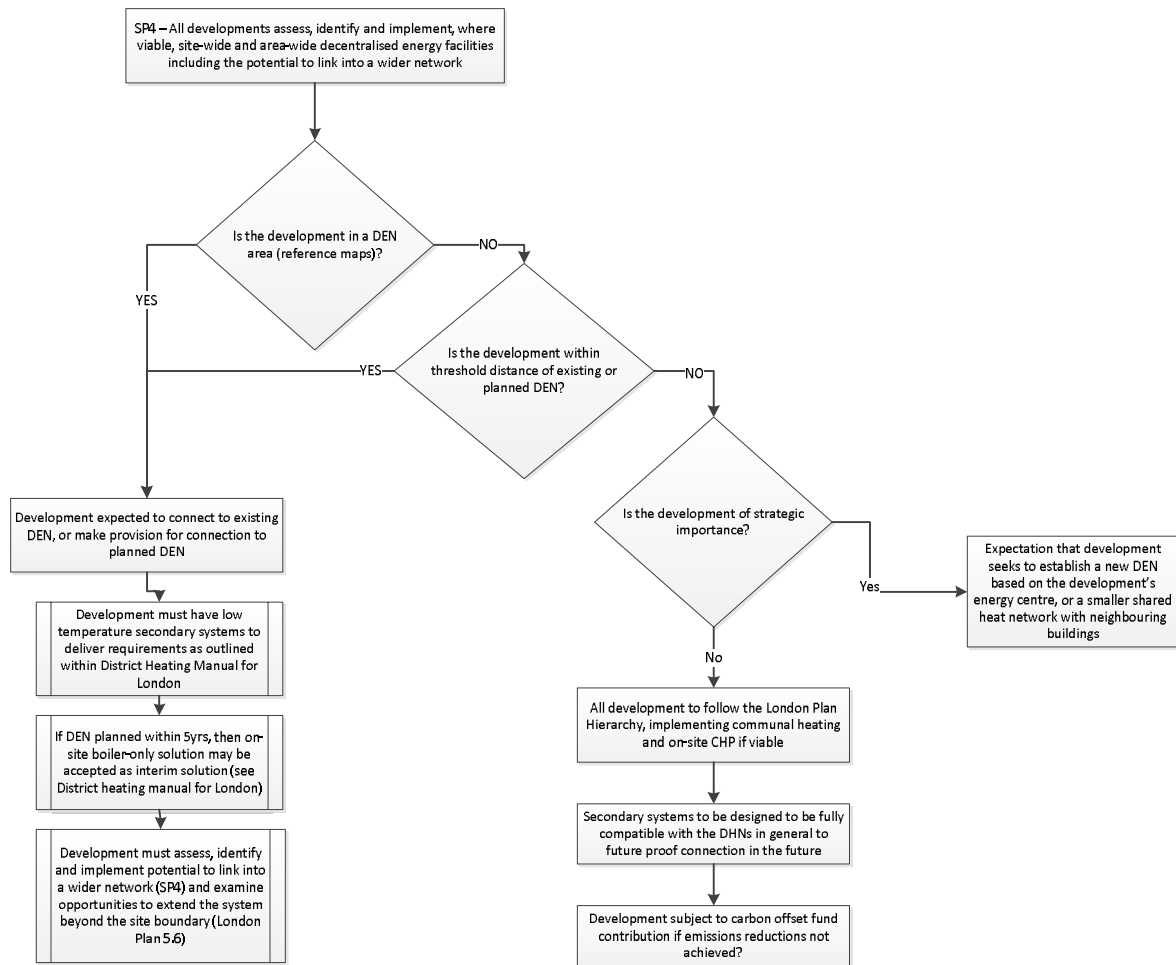 SP4 – All developments assess, identify and implement, where
viable, site-wide and area-wide decentralised energy facilities
including the potential to link into a wider network
Is the development in a DEN
area (reference maps)?
NO
YES
Is the development within
threshold distance of existing or
planned DEN?
YES
NO
Is the development of strategic
importance?
Yes
No
Expectation that development
seeks to establish a new DEN
based on the development's
energy centre, or a smaller shared
heat network with neighbouring
buildings
Development expected to connect to existing
DEN, or make provision for connection to
planned DEN
Development must have low
temperature secondary systems to
deliver requirements as outlined
within District Heating Manual for
London
If DEN planned within 5yrs, then on-
site boiler-only solution may be
accepted as interim solution (see
District heating manual for London)
Development must assess, identify
and implement potential to link into
a wider network (SP4) and examine
opportunities to extend the system
beyond the site boundary (London
Plan 5.6)
All development to follow the London Plan
Hierarchy, implementing communal heating
and on-site CHP if viable
Secondary systems to be designed to be fully
compatible with the DHNs in general to
future proof connection in the future
Development subject to carbon offset fund
contribution if emissions reductions not
achieved?